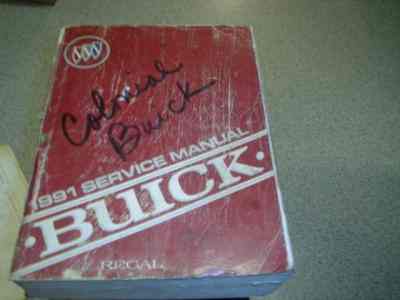 Colonial
Buick
1991 SERVICE MANUAL
·BUICK·
REGAL